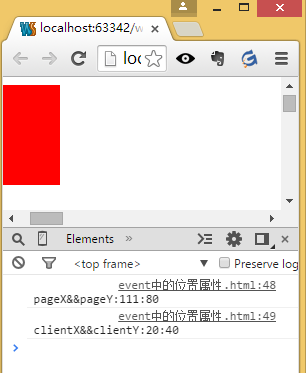 localhost:63342/w
loc
Elements »
<top frame>
Preserve log
event中的位置属性.html:48
pageX&&pageY:111:80
event中的位置属性.html:49
clientX&&clientY:20:40